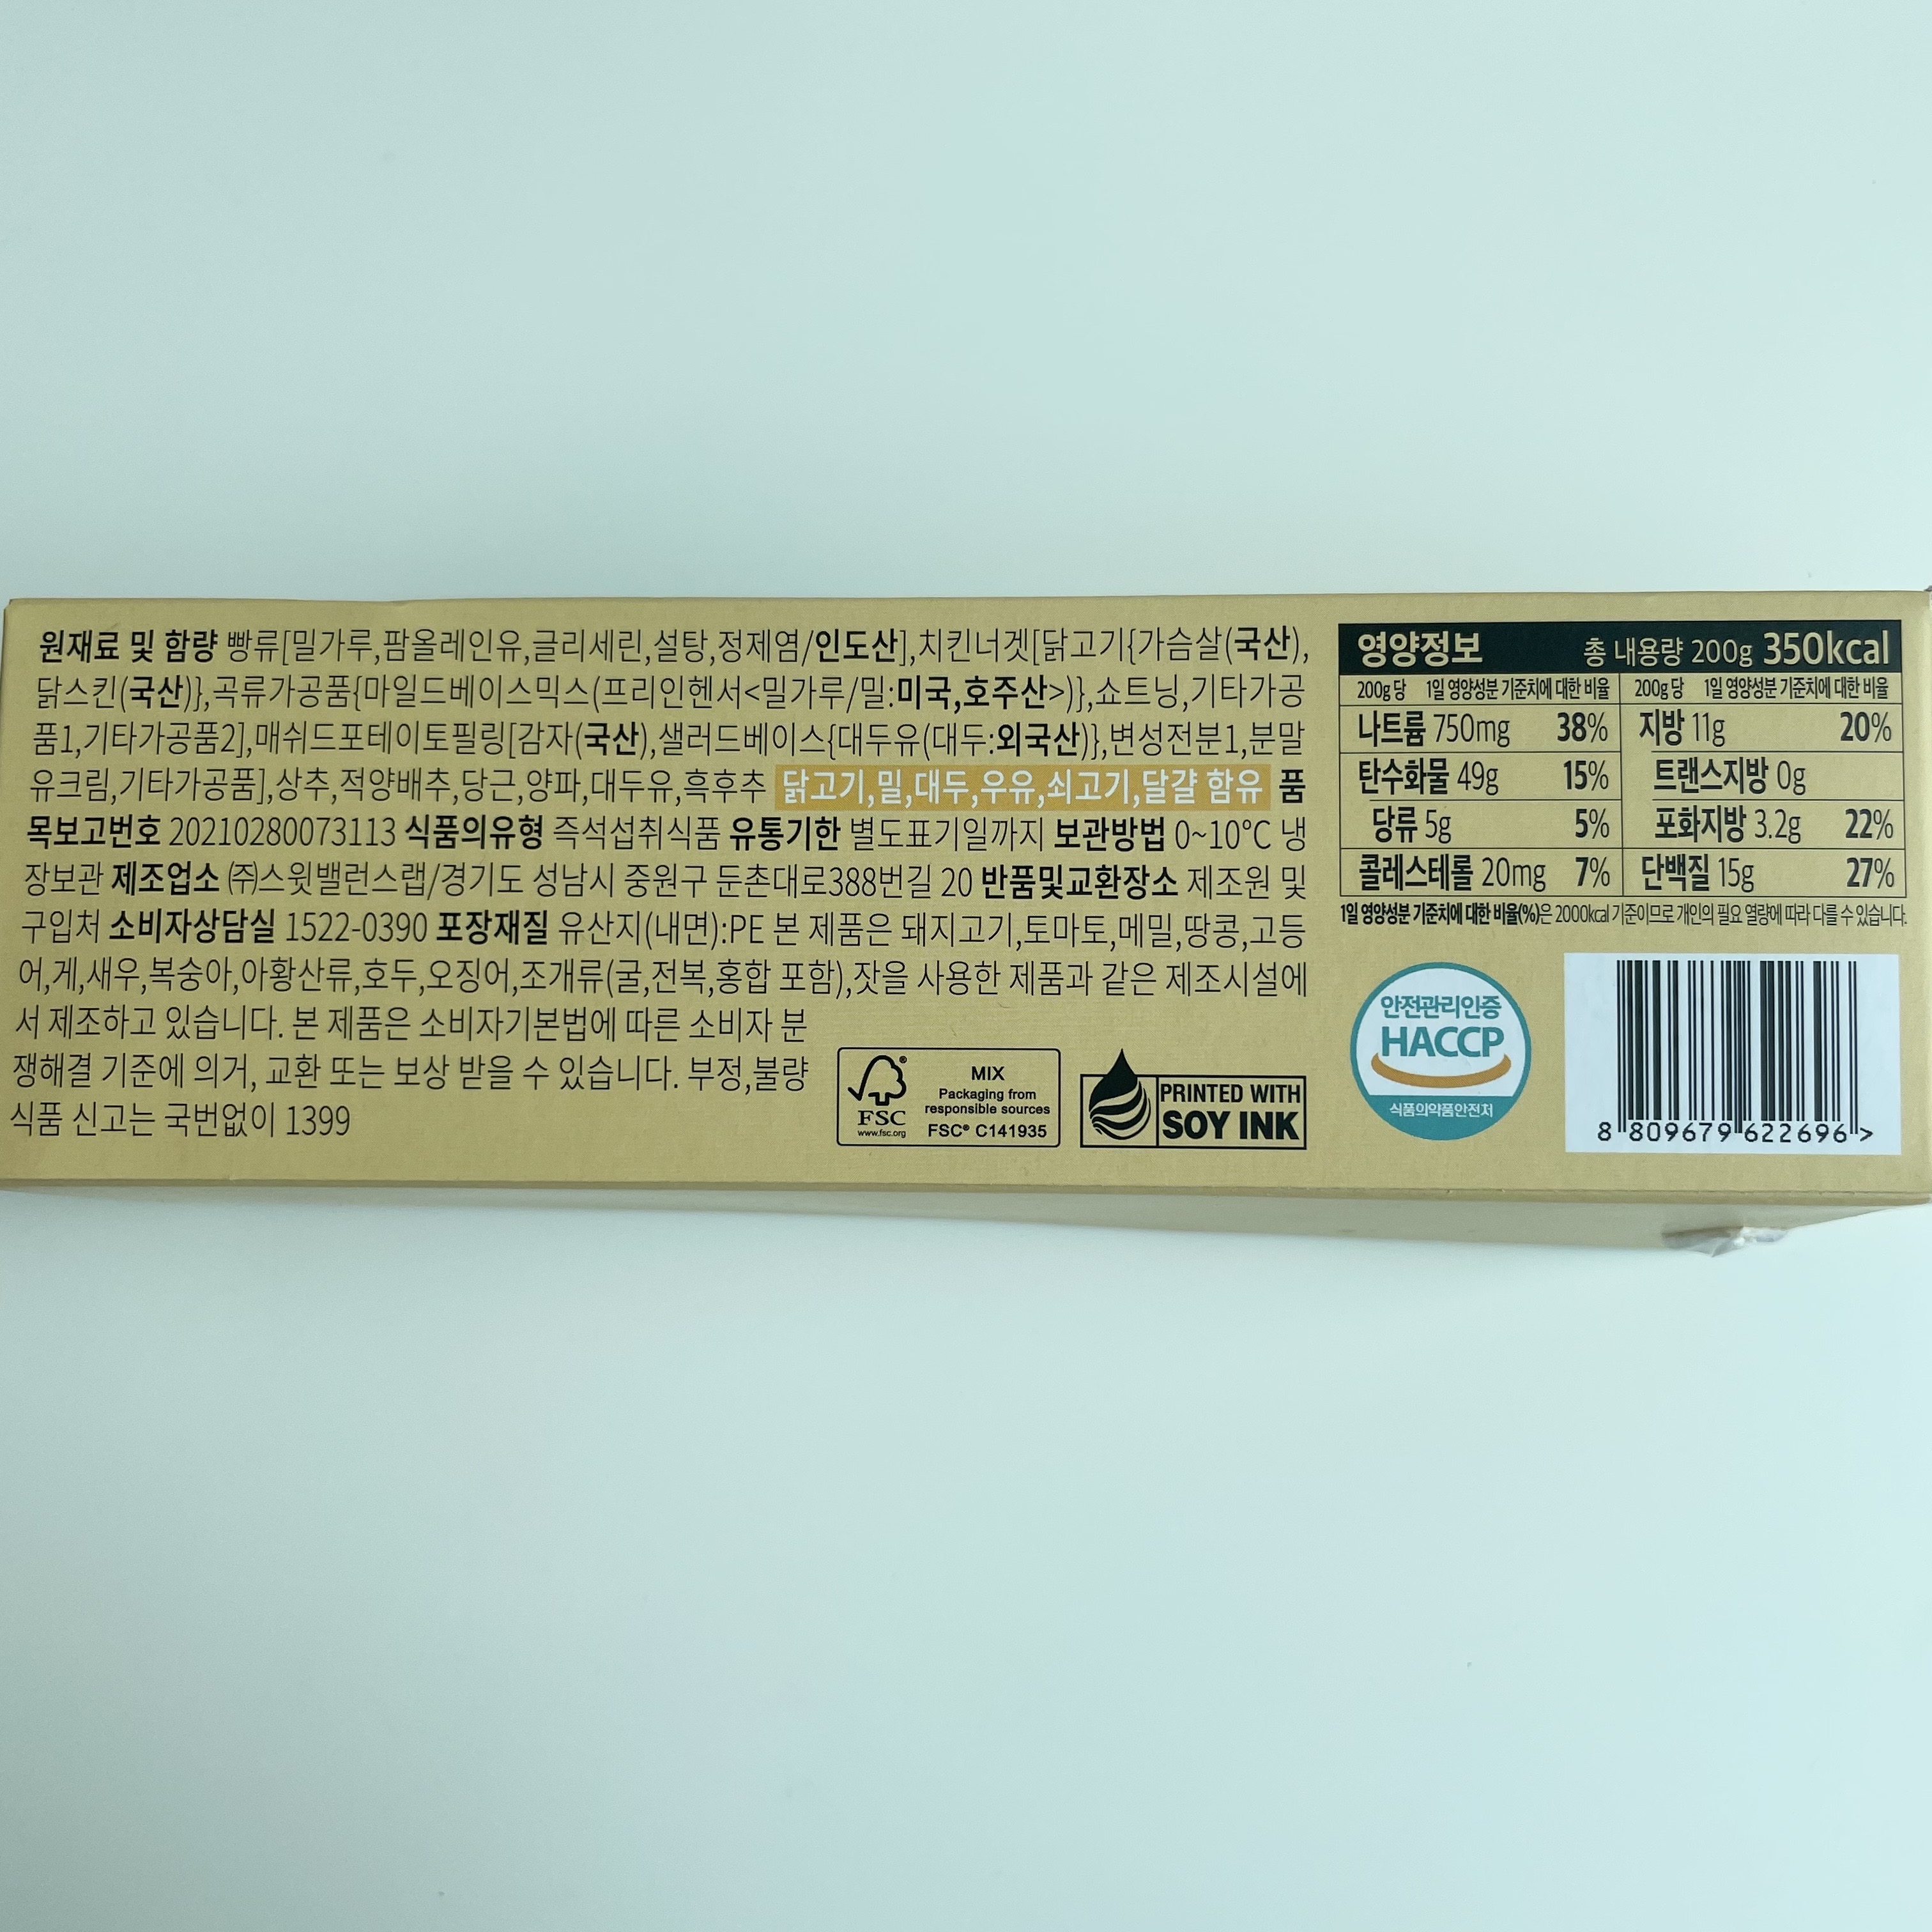 원재료 및 함량 빵류[밀가루,팜올레인유,글리세린,설탕,정제염/인도산],치킨너겟[닭고기{가슴살(국산),
닭스킨(국산)},곡류가공품{마일드베이스믹스(프리인헨서<밀가루/밀:미국,호주산>)},쇼트닝,기타가공
품1,기타가공품2],매쉬드포테이토필링[감자(국산),샐러드베이스{대두유(대두:외국산)},변성전분1,분말
유크림,기타가공품],상추,적양배추,당근,양파,대두유,흑후추 닭고기,밀,대두,우유,쇠고기,달걀 함유 품
목보고번호 20210280073113 식품의유형 즉석섭취식품 유통기한 별도표기일까지 보관방법 0~10℃ 냉
장보관 제조업소 ㈜스윗밸런스랩/경기도 성남시 중원구 둔촌대로388번길 20 반품및교환장소 제조원 및
구입처 소비자상담실 1522-0390 포장재질 유산지(내면):PE 본 제품은 돼지고기,토마토,메밀,땅콩,고등
어,게,새우,복숭아,아황산류,호두,오징어,조개류(굴,전복,홍합 포함),잣을 사용한 제품과 같은 제조시설에
서 제조하고 있습니다. 본 제품은 소비자기본법에 따른 소비자 분
쟁해결 기준에 의거, 교환 또는 보상 받을 수 있습니다. 부정,불량
식품 신고는 국번없이 1399
FSC
www.fsc.org
MIX
Packaging from
responsible sources
FSC® C141935
PRINTED WITH
SOY INK
영양정보 총 내용량 200g 350kcal
200g당 1일 영양성분 기준치에 대한 비율 200g당 1일 영양성분 기준치에 대한 비율
나트륨 750mg 38% 지방 11g 20%
탄수화물 49g 15% 트랜스지방 0g
당류 5g 5% 포화지방 3.2g 22%
콜레스테롤 20mg 7% 단백질 15g 27%
1일 영양성분 기준치에 대한 비율(%)은 2000kcal 기준이므로 개인의 필요 열량에 따라 다를 수 있습니다.
안전관리인증
HACCP
식품의약품안전처
8 809679 622696 >